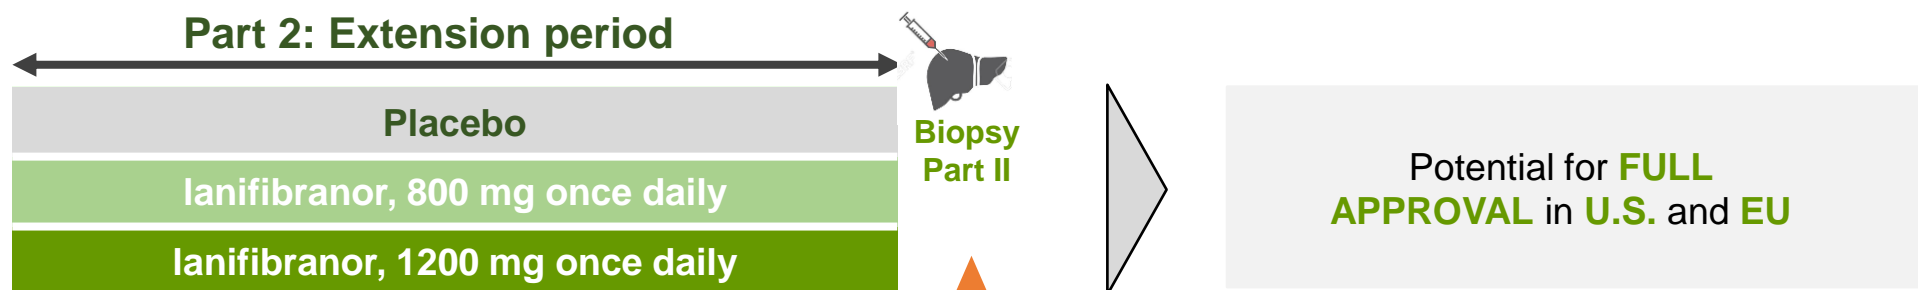 Part 2: Extension period
Placebo
lanifibranor, 800 mg once daily
lanifibranor, 1200 mg once daily
Biopsy
Part II
Potential for FULL
APPROVAL in U.S. and EU